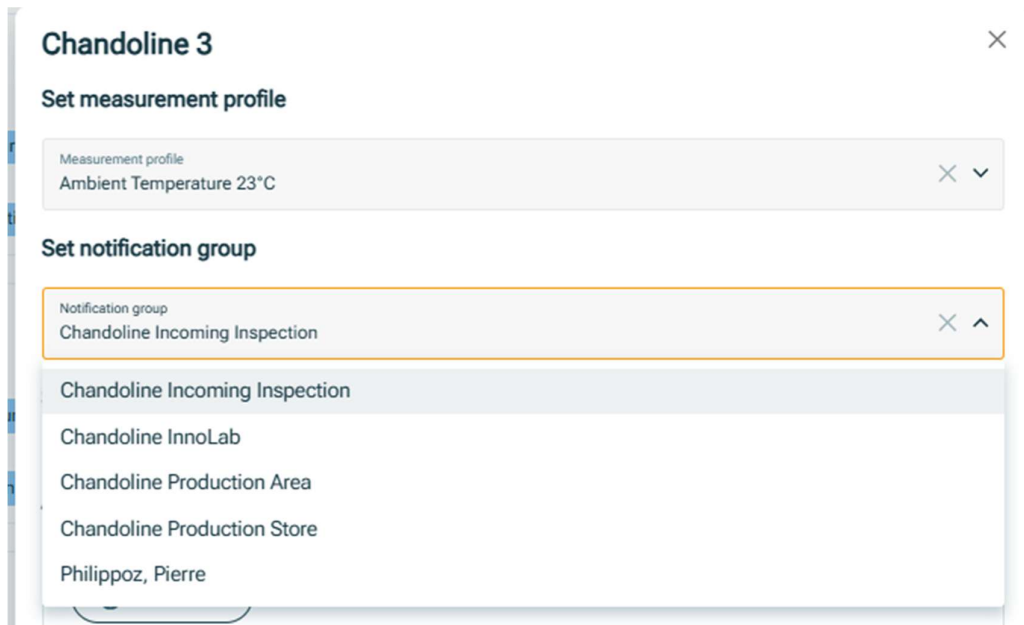 Chandoline 3
Set measurement profile
Measurement profile
Ambient Temperature 23°C
Set notification group
Notification group
Chandoline Incoming Inspection
Chandoline Incoming Inspection
Chandoline InnoLab
Chandoline Production Area
Chandoline Production Store
Philippoz, Pierre